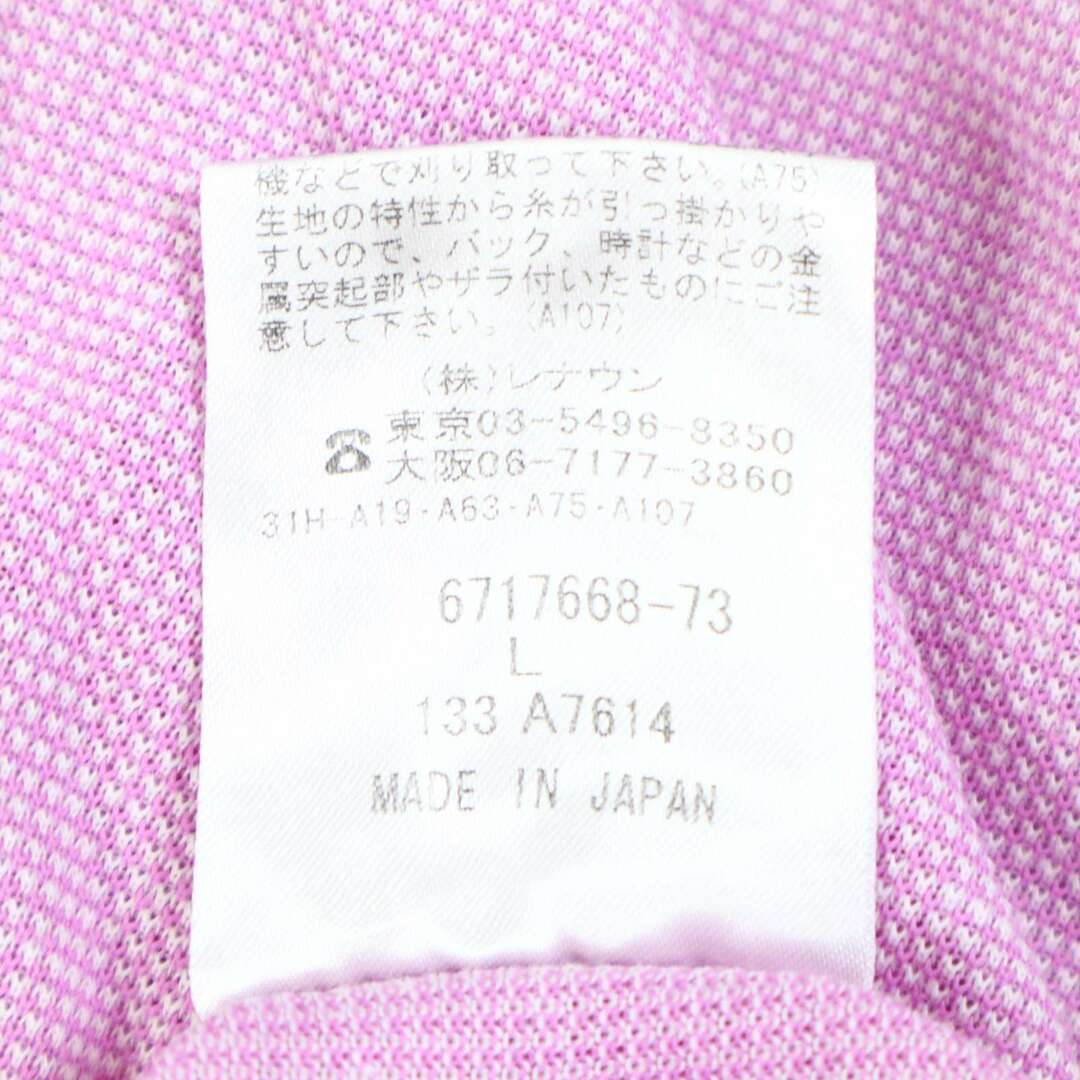 機などで刈り取って下さい。(A75)
生地の特性から糸が引っ掛かりや
すいので、バック、時計などの金
属突起部やザラ付いたものにご注
意して下さい。(A107)
(株)レナウン
☎ 東京03-5496-8350
大阪06-7177-3860
31H-A19・A63・A75・A107
6717668-73
L
133 A7614
MADE IN JAPAN